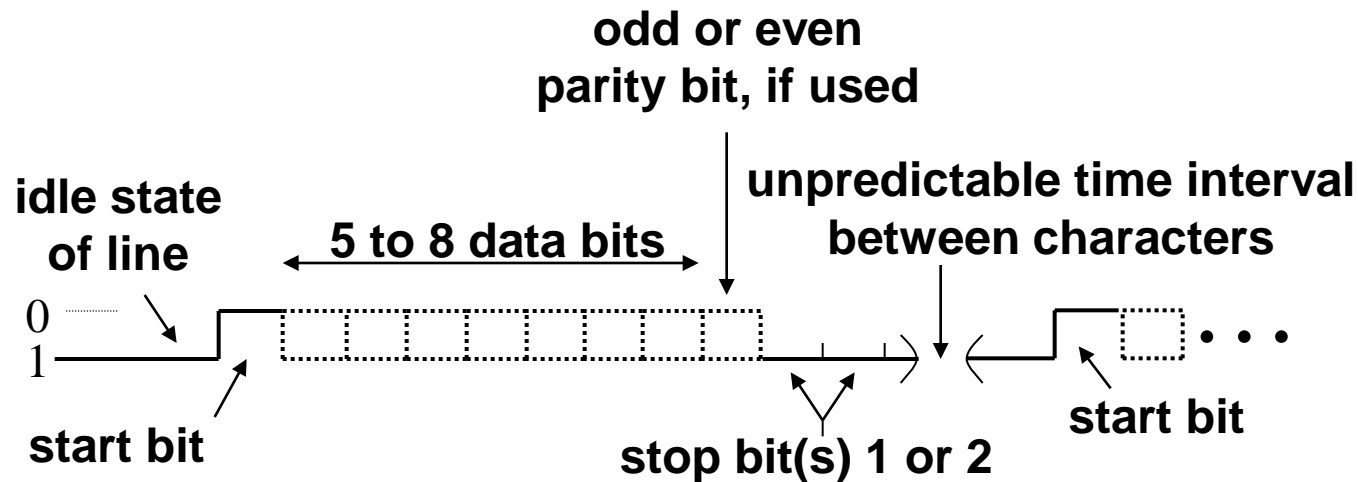 odd or even
parity bit, if used
idle state
of line
5 to 8 data bits
unpredictable time interval
between characters
0
1
start bit
stop bit(s) 1 or 2
start bit